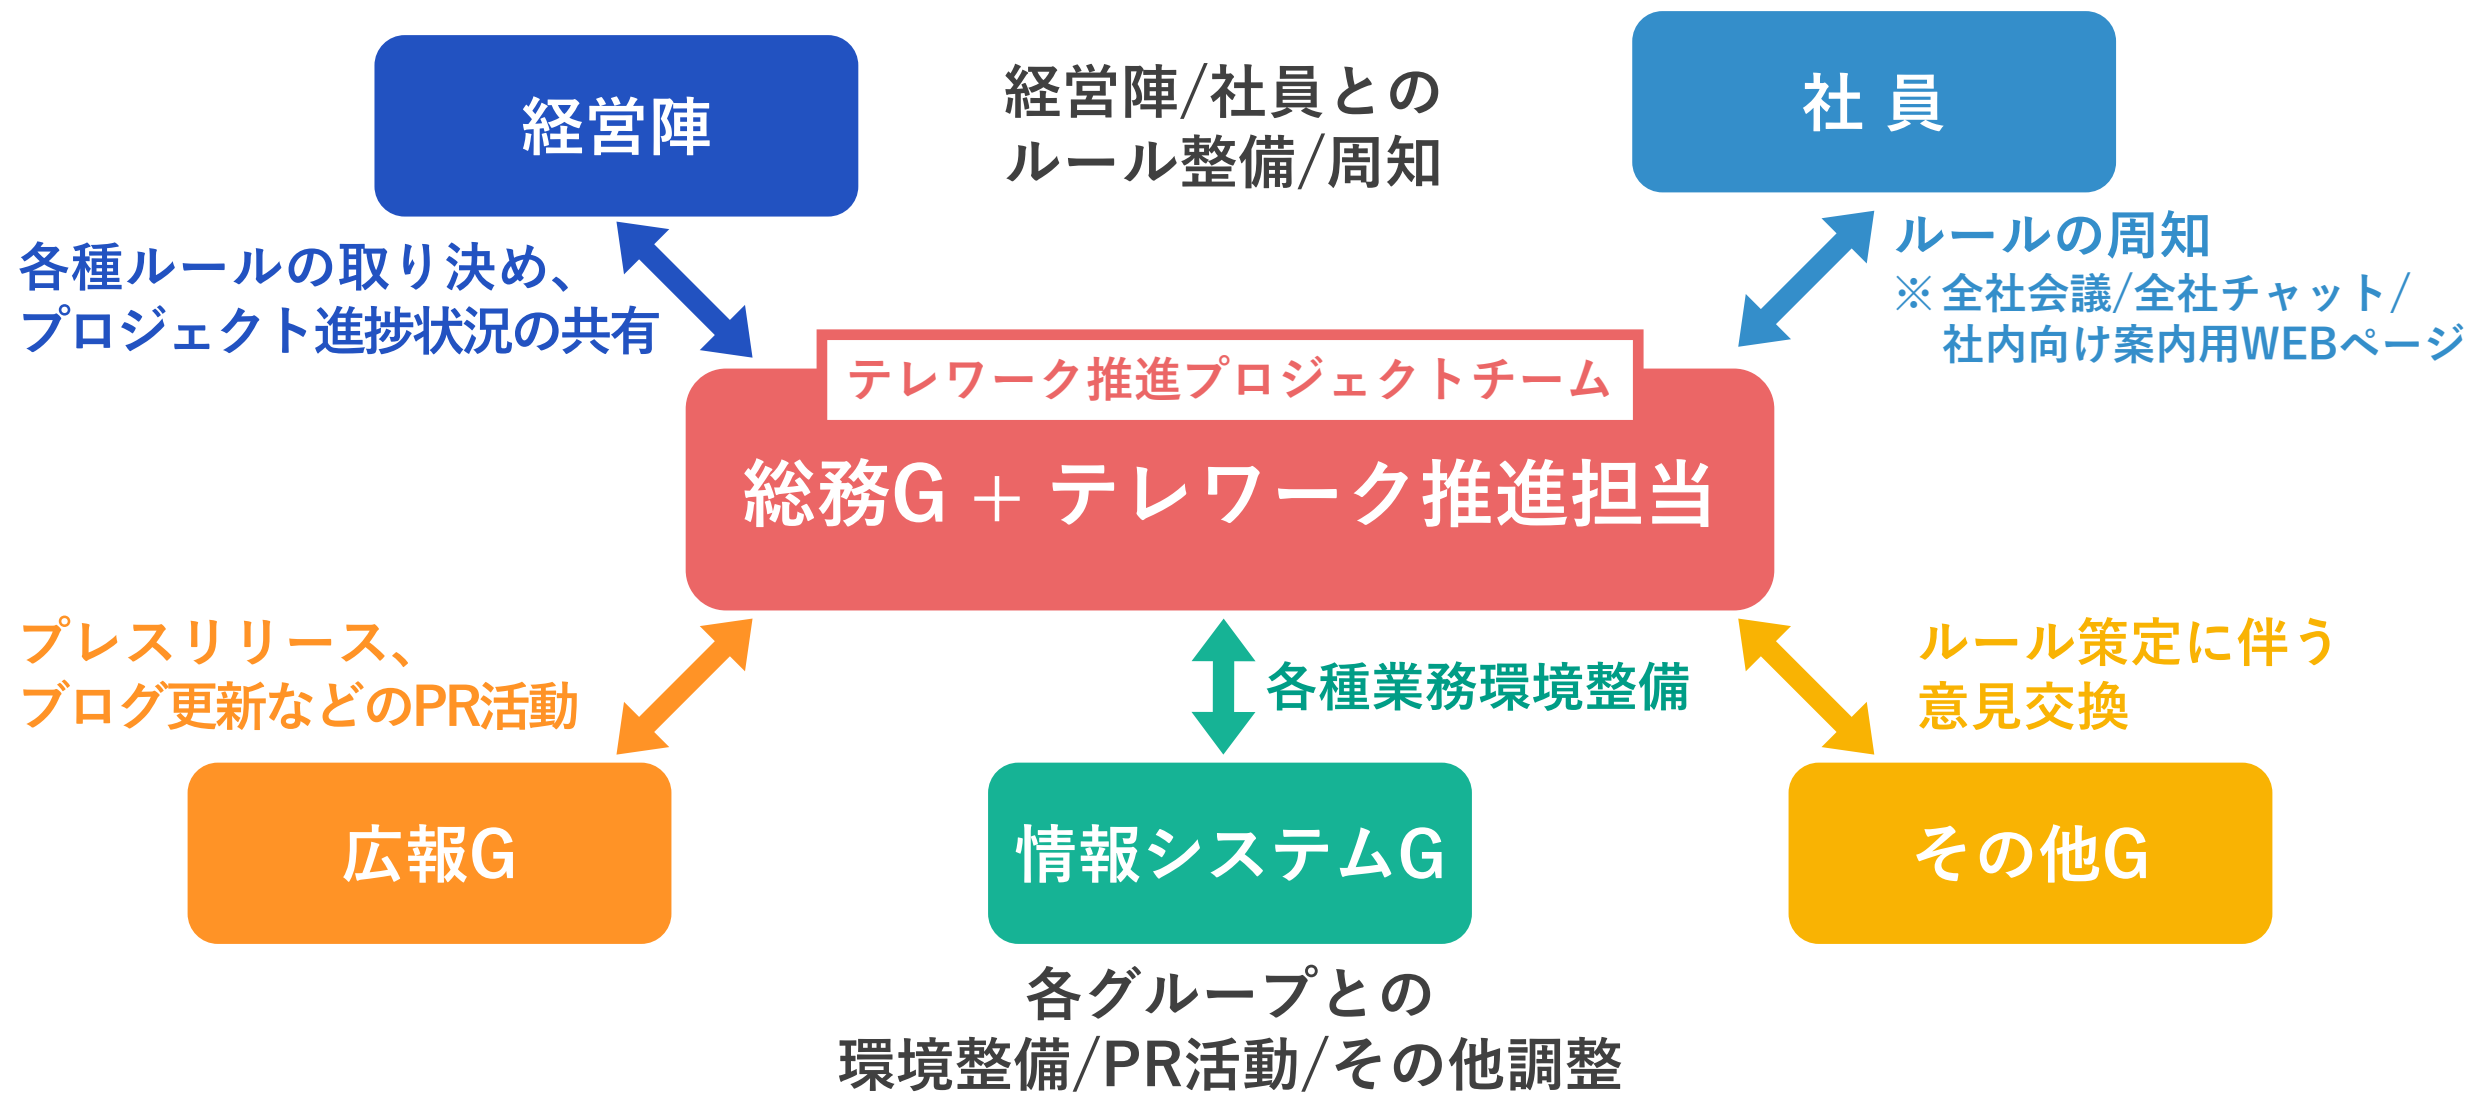 経営陣
経営陣/社員との
ルール整備/周知
社 員
各種ルールの取り決め、
プロジェクト進捗状況の共有
ルールの周知
※ 全社会議/全社チャット/
社内向け案内用WEBページ
テレワーク推進プロジェクトチーム
総務G + テレワーク推進担当
プレスリリース、
ブログ更新などのPR活動
各種業務環境整備
ルール策定に伴う
意見交換
広報G
情報システムG
その他G
各グループとの
環境整備/PR活動/その他調整